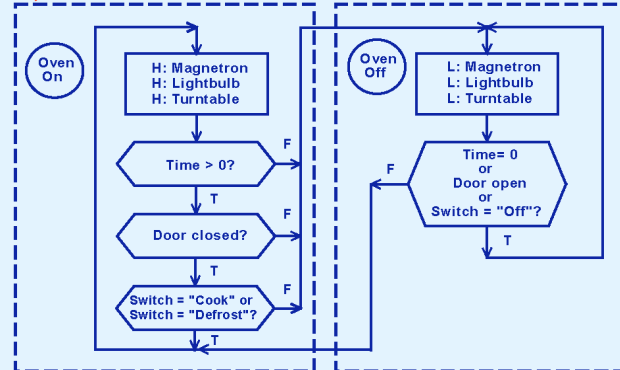 Oven
On
H: Magnetron
H: Lightbulb
H: Turntable
Time > 0?
F
T
Door closed?
F
T
Switch = "Cook" or
Switch = "Defrost"?
F
T
Oven
Off
L: Magnetron
L: Lightbulb
L: Turntable
Time= 0
or
Door open
or
Switch = "Off"?
F
T